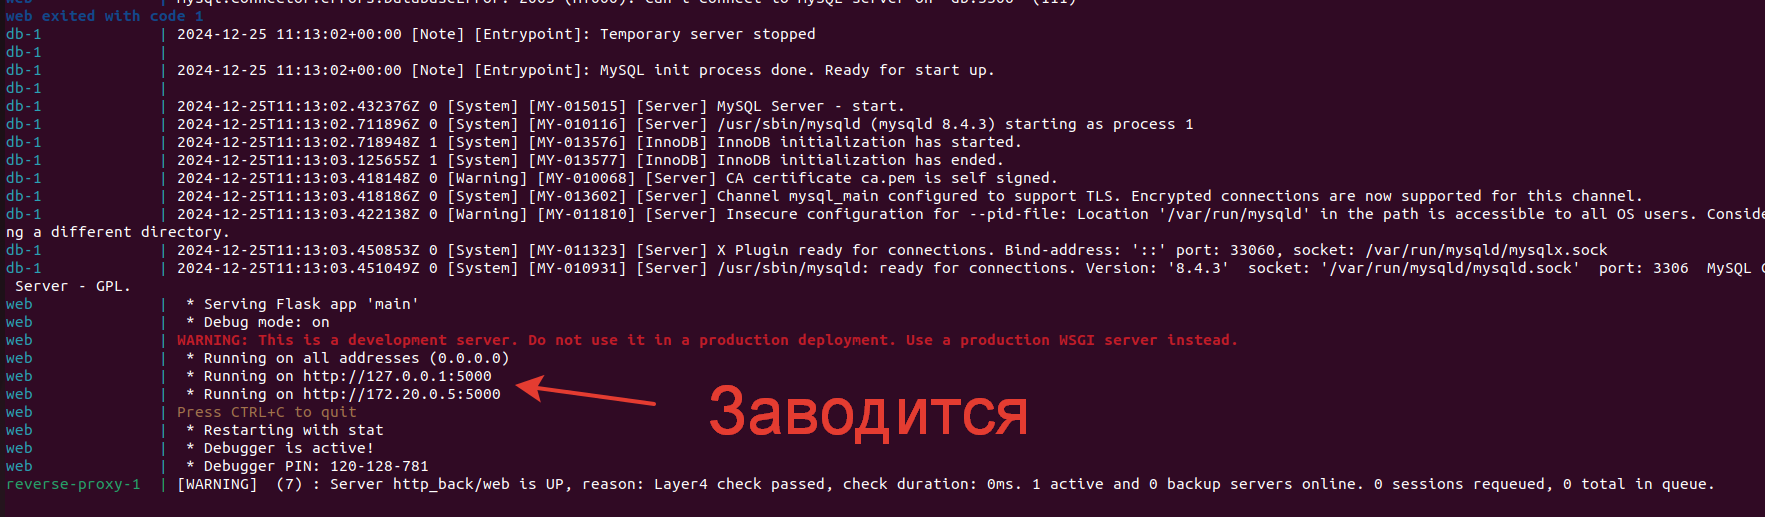 web | mysql.connector.errors.DatabaseError: 2003 (HY000): Can't connect to MySQL server on 'db:3306' (111)
web exited with code 1
db-1 | 2024-12-25 11:13:02+00:00 [Note] [Entrypoint]: Temporary server stopped
db-1 |
db-1 | 2024-12-25 11:13:02+00:00 [Note] [Entrypoint]: MySQL init process done. Ready for start up.
db-1 |
db-1 | 2024-12-25T11:13:02.432376Z 0 [System] [MY-015015] [Server] MySQL Server - start.
db-1 | 2024-12-25T11:13:02.711896Z 0 [System] [MY-010116] [Server] /usr/sbin/mysqld (mysqld 8.4.3) starting as process 1
db-1 | 2024-12-25T11:13:02.718948Z 1 [System] [MY-013576] [InnoDB] InnoDB initialization has started.
db-1 | 2024-12-25T11:13:03.125655Z 1 [System] [MY-013577] [InnoDB] InnoDB initialization has ended.
db-1 | 2024-12-25T11:13:03.418148Z 0 [Warning] [MY-010068] [Server] CA certificate ca.pem is self signed.
db-1 | 2024-12-25T11:13:03.418186Z 0 [System] [MY-013602] [Server] Channel mysql_main configured to support TLS. Encrypted connections are now supported for this channel.
db-1 | 2024-12-25T11:13:03.422138Z 0 [Warning] [MY-011810] [Server] Insecure configuration for --pid-file: Location '/var/run/mysqld' in the path is accessible to all OS users. Conside
ng a different directory.
db-1 | 2024-12-25T11:13:03.450853Z 0 [System] [MY-011323] [Server] X Plugin ready for connections. Bind-address: '::' port: 33060, socket: /var/run/mysqld/mysqlx.sock
db-1 | 2024-12-25T11:13:03.451049Z 0 [System] [MY-010931] [Server] /usr/sbin/mysqld: ready for connections. Version: '8.4.3'  socket: '/var/run/mysqld/mysqld.sock'  port: 3306  MySQL
Server - GPL.
web | * Serving Flask app 'main'
web | * Debug mode: on
web | WARNING: This is a development server. Do not use it in a production deployment. Use a production WSGI server instead.
web | * Running on all addresses (0.0.0.0)
web | * Running on http://127.0.0.1:5000
web | * Running on http://172.20.0.5:5000
Заводится
web | Press CTRL+C to quit
web | * Restarting with stat
web | * Debugger is active!
web | * Debugger PIN: 120-128-781
reverse-proxy-1 | [WARNING]  (7) : Server http_back/web is UP, reason: Layer4 check passed, check duration: 0ms. 1 active and 0 backup servers online. 0 sessions requeued, 0 total in queue.